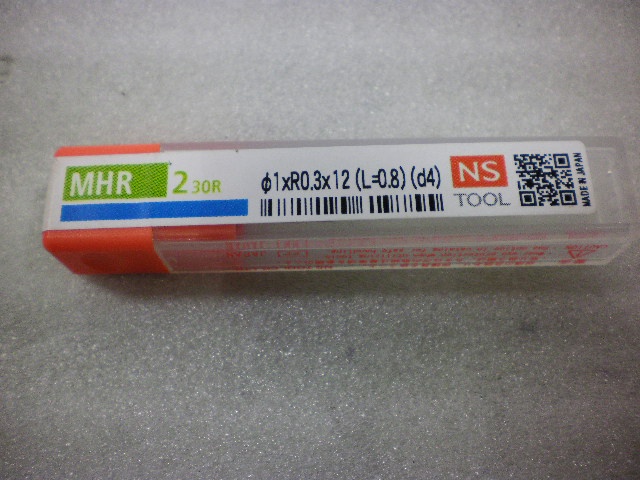 MHR 2 30R
φ1xR0.3x12 (L=0.8) (d4)
NS
TOOL
MADE IN JAPAN